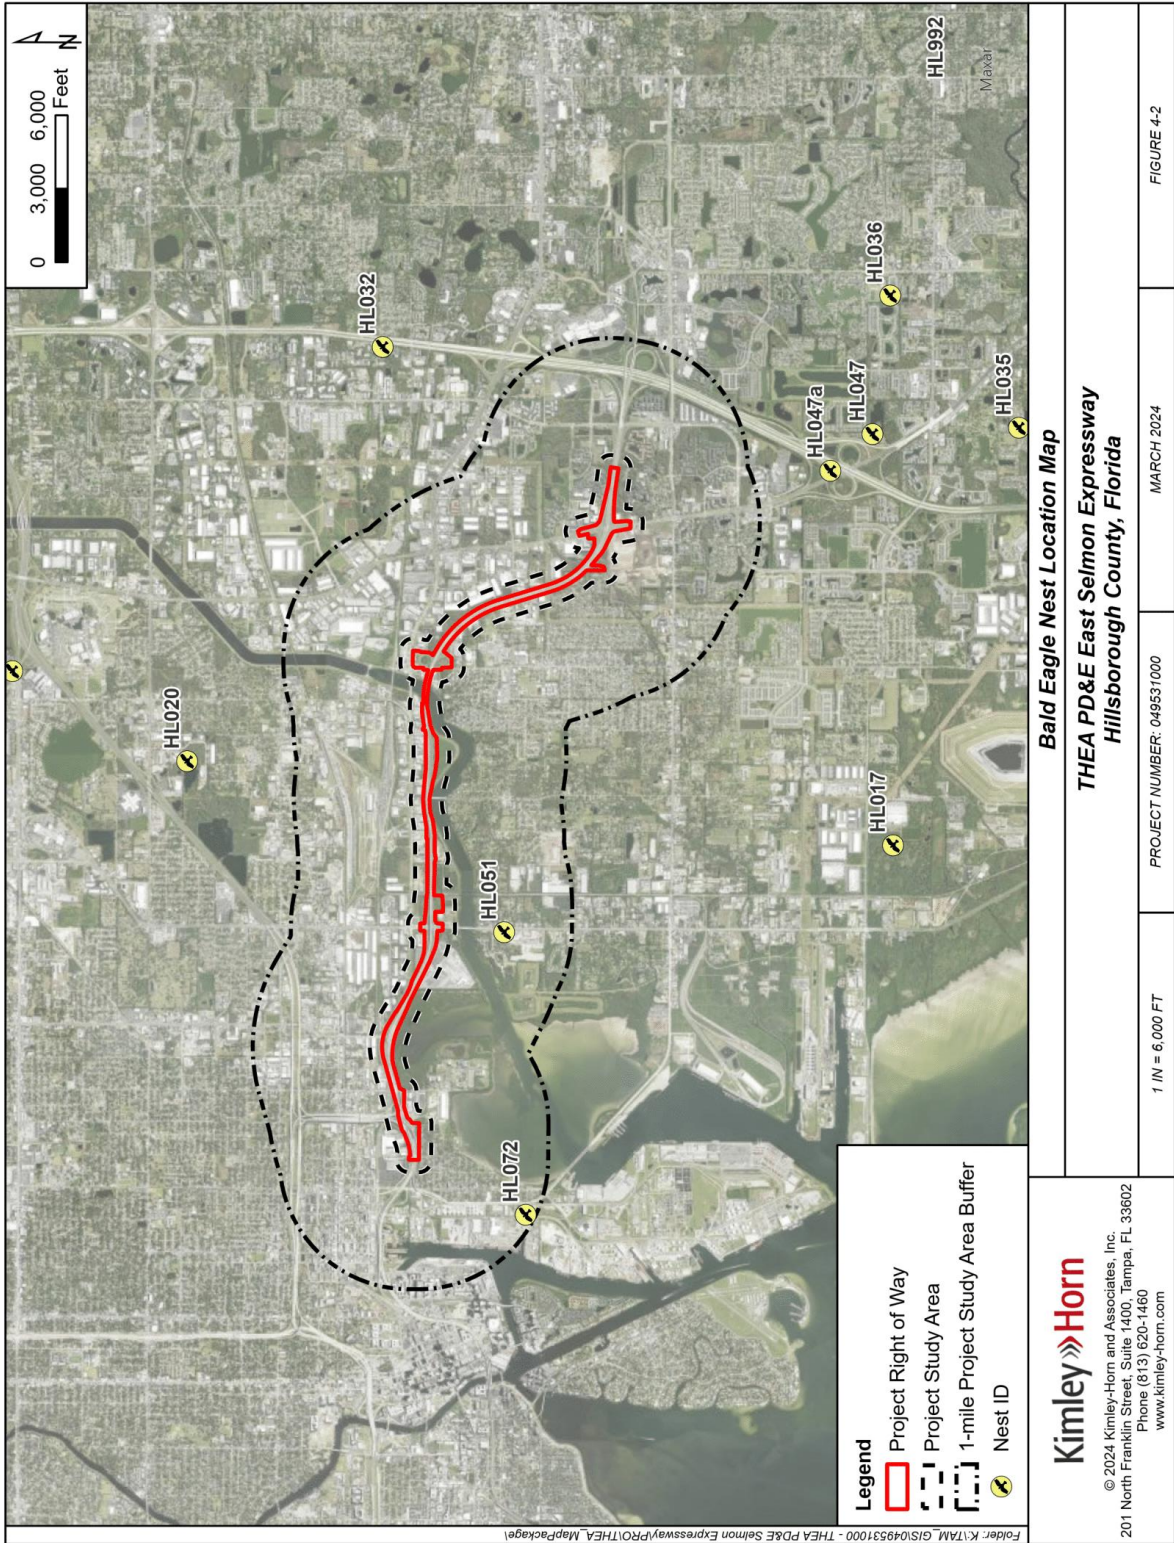 N
0 3,000 6,000
Feet
HL992
Maxar
HL032
HL036
HL047a
HL047
HL035
HL020
HL051
HL017
HL072
Legend
Project Right of Way
Project Study Area
1-mile Project Study Area Buffer
Nest ID
Folder: K:\TAM_GIS\049531000 - THEA PD&E Selmon Expressway\PRO\THEA_MapPackage\
Kimley»Horn
© 2024 Kimley-Horn and Associates, Inc.
201 North Franklin Street, Suite 1400, Tampa, FL 33602
Phone (813) 620-1460
www.kimley-horn.com
Bald Eagle Nest Location Map
THEA PD&E East Selmon Expressway
Hillsborough County, Florida
1 IN = 6,000 FT
PROJECT NUMBER: 049531000
MARCH 2024
FIGURE 4-2